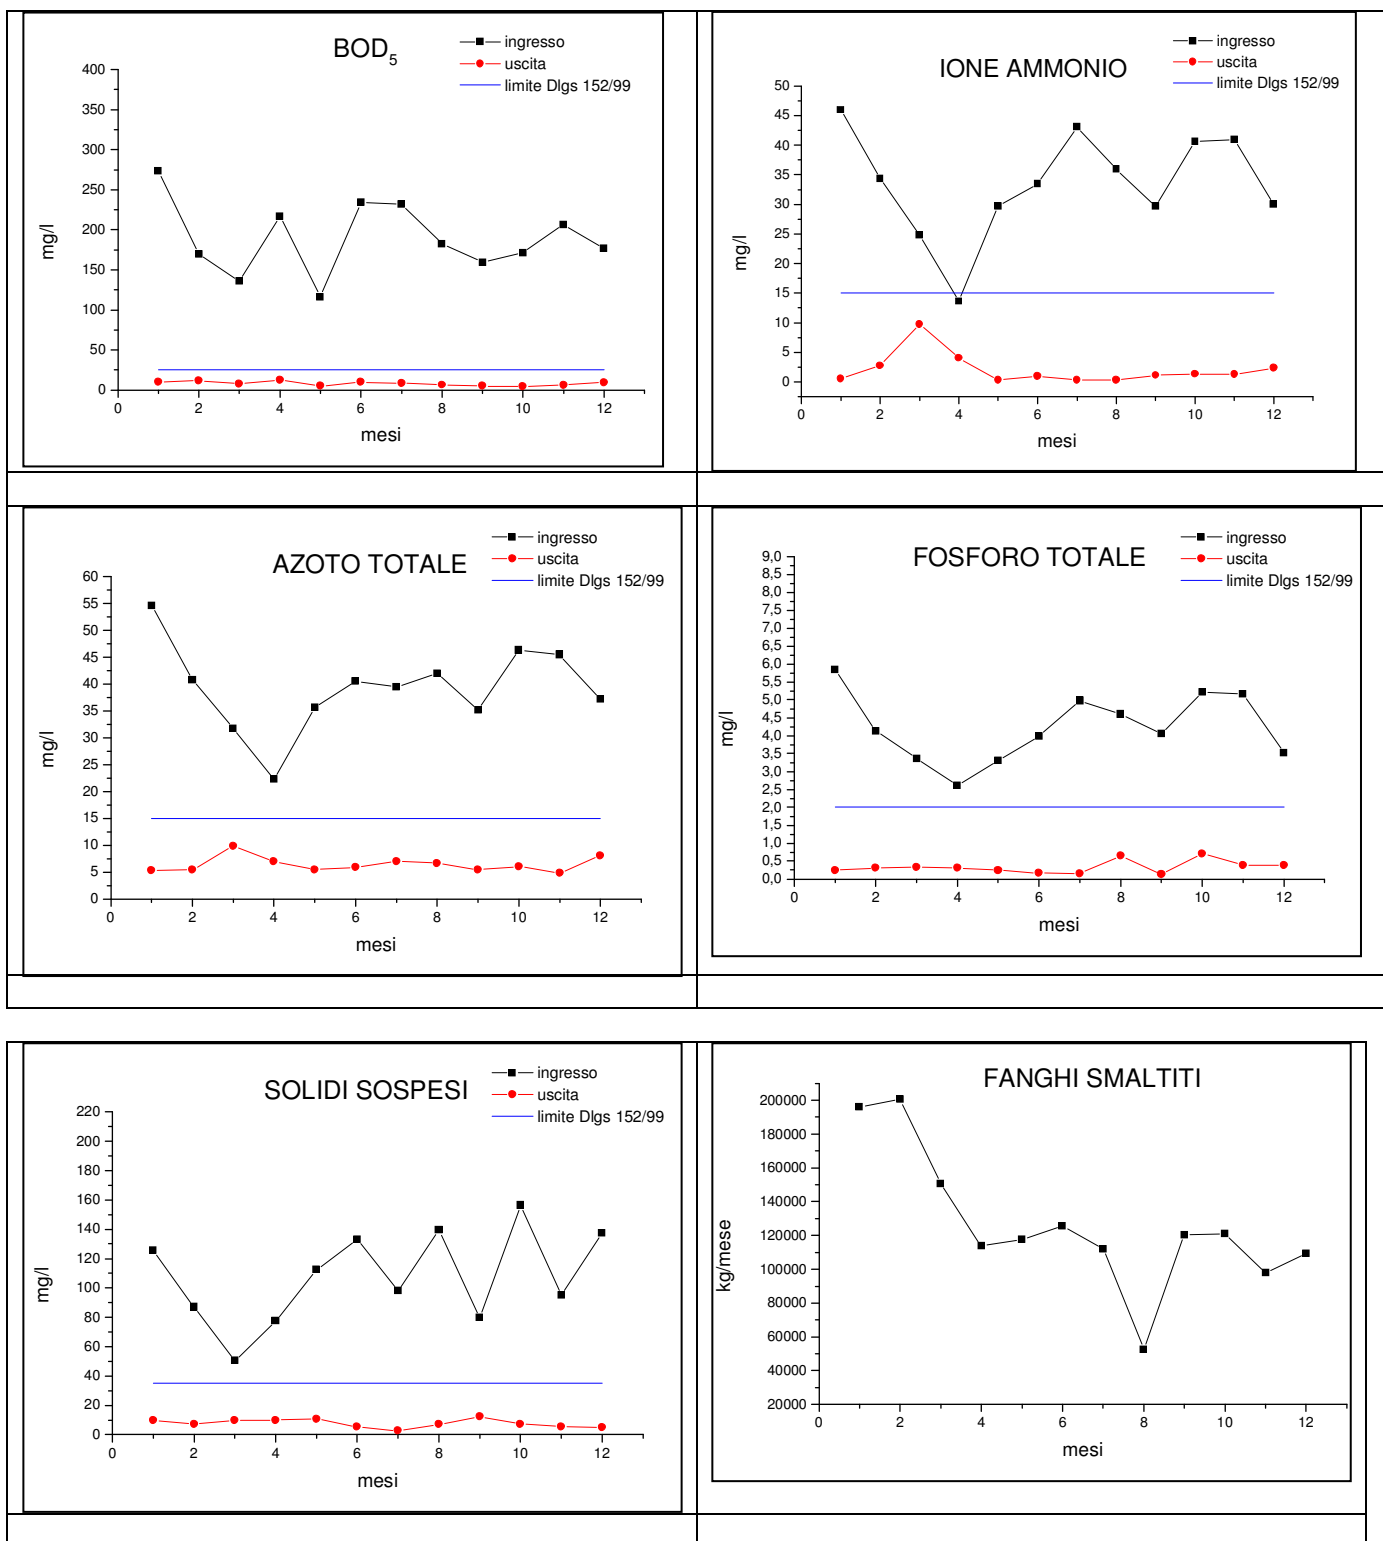 BOD5
ingresso
uscita
limite Dlgs 152/99
400
350
300
250
200
150
100
50
0
mg/l
0 2 4 6 8 10 12
mesi
IONE AMMONIO
ingresso
uscita
limite Dlgs 152/99
50
45
40
35
30
25
20
15
10
5
0
mg/l
0 2 4 6 8 10 12
mesi
AZOTO TOTALE
ingresso
uscita
limite Dlgs 152/99
60
55
50
45
40
35
30
25
20
15
10
5
0
mg/l
0 2 4 6 8 10 12
mesi
FOSFORO TOTALE
ingresso
uscita
limite Dlgs 152/99
9,0
8,5
8,0
7,5
7,0
6,5
6,0
5,5
5,0
4,5
4,0
3,5
3,0
2,5
2,0
1,5
1,0
0,5
0,0
mg/l
0 2 4 6 8 10 12
mesi
SOLIDI SOSPESI
ingresso
uscita
limite Dlgs 152/99
220
200
180
160
140
120
100
80
60
40
20
0
mg/l
0 2 4 6 8 10 12
mesi
FANGHI SMALTITI
200000
180000
160000
140000
120000
100000
80000
60000
40000
20000
kg/mese
0 2 4 6 8 10 12
mesi